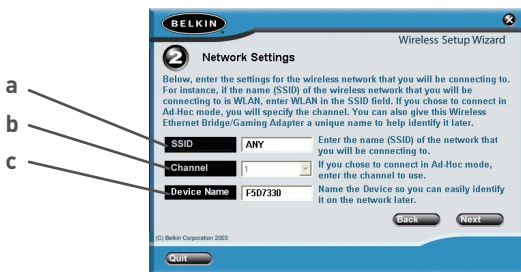 BELKIN
Wireless Setup Wizard
2 Network Settings
Below, enter the settings for the wireless network that you will be connecting to.
For instance, if the name (SSID) of the wireless network that you will be
connecting to is WLAN, enter WLAN in the SSID field. If you chose to connect in
Ad-Hoc mode, you will specify the channel. You can also give this Wireless
Ethernet Bridge/Gaming Adapter a unique name to help identify it later.
a
SSID ANY Enter the name (SSID) of the network that
you will be connecting to.
b
Channel 1 If you chose to connect in Ad-Hoc mode,
enter the channel to use.
c
Device Name F5D7330 Name the Device so you can easily identify
it on the network later.
Back Next
(C) Belkin Corporation 2003
Quit